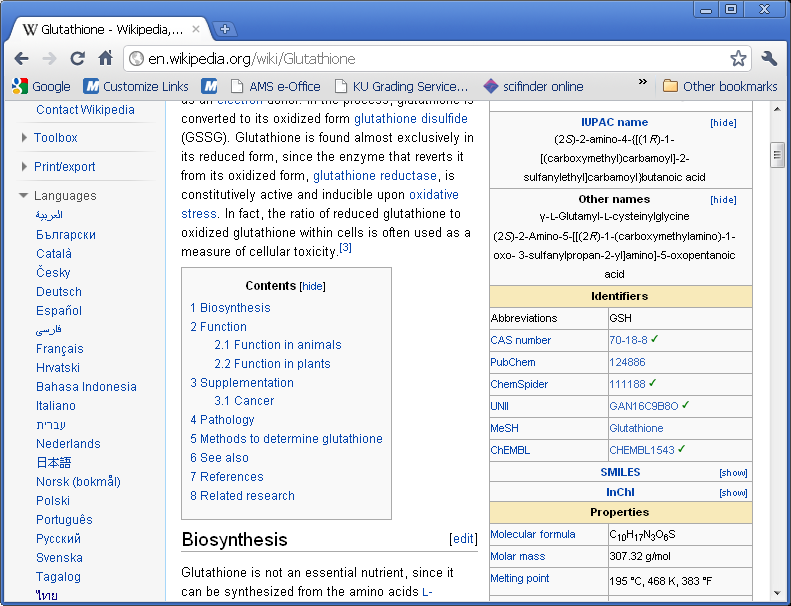 Glutathione - Wikipedia,...
en.wikipedia.org/wiki/Glutathione
Google
Customize Links
AMS e-Office
KU Grading Service...
scifinder online
»
Other bookmarks
Contact Wikipedia
Toolbox
Print/export
Languages
العربية
Български
Català
Česky
Deutsch
Español
فارسی
Français
Hrvatski
Bahasa Indonesia
Italiano
עברית
Nederlands
日本語
Norsk (bokmål)
Polski
Português
Русский
Svenska
Tagalog
ไทย
as an electron donor. In the process, glutathione is
converted to its oxidized form glutathione disulfide
(GSSG). Glutathione is found almost exclusively in
its reduced form, since the enzyme that reverts it
from its oxidized form, glutathione reductase, is
constitutively active and inducible upon oxidative
stress. In fact, the ratio of reduced glutathione to
oxidized glutathione within cells is often used as a
measure of cellular toxicity.[3]
Contents [hide]
1 Biosynthesis
2 Function
2.1 Function in animals
2.2 Function in plants
3 Supplementation
3.1 Cancer
4 Pathology
5 Methods to determine glutathione
6 See also
7 References
8 Related research
Biosynthesis [edit]
Glutathione is not an essential nutrient, since it
can be synthesized from the amino acids L-
IUPAC name [hide]
(2S)-2-amino-4-{[(1R)-1-
[(carboxymethyl)carbamoyl]-2-
sulfanylethyl]carbamoyl}butanoic acid
Other names [hide]
γ-L-Glutamyl-L-cysteinylglycine
(2S)-2-Amino-5-[[(2R)-1-(carboxymethylamino)-1-
oxo- 3-sulfanylpropan-2-yl]amino]-5-oxopentanoic
acid
Identifiers
Abbreviations GSH
CAS number 70-18-8 ✓
PubChem 124886
ChemSpider 111188 ✓
UNII GAN16C9B8O ✓
MeSH Glutathione
ChEMBL CHEMBL1543 ✓
SMILES [show]
InChI [show]
Properties
Molecular formula C10H17N3O6S
Molar mass 307.32 g/mol
Melting point 195 °C, 468 K, 383 °F